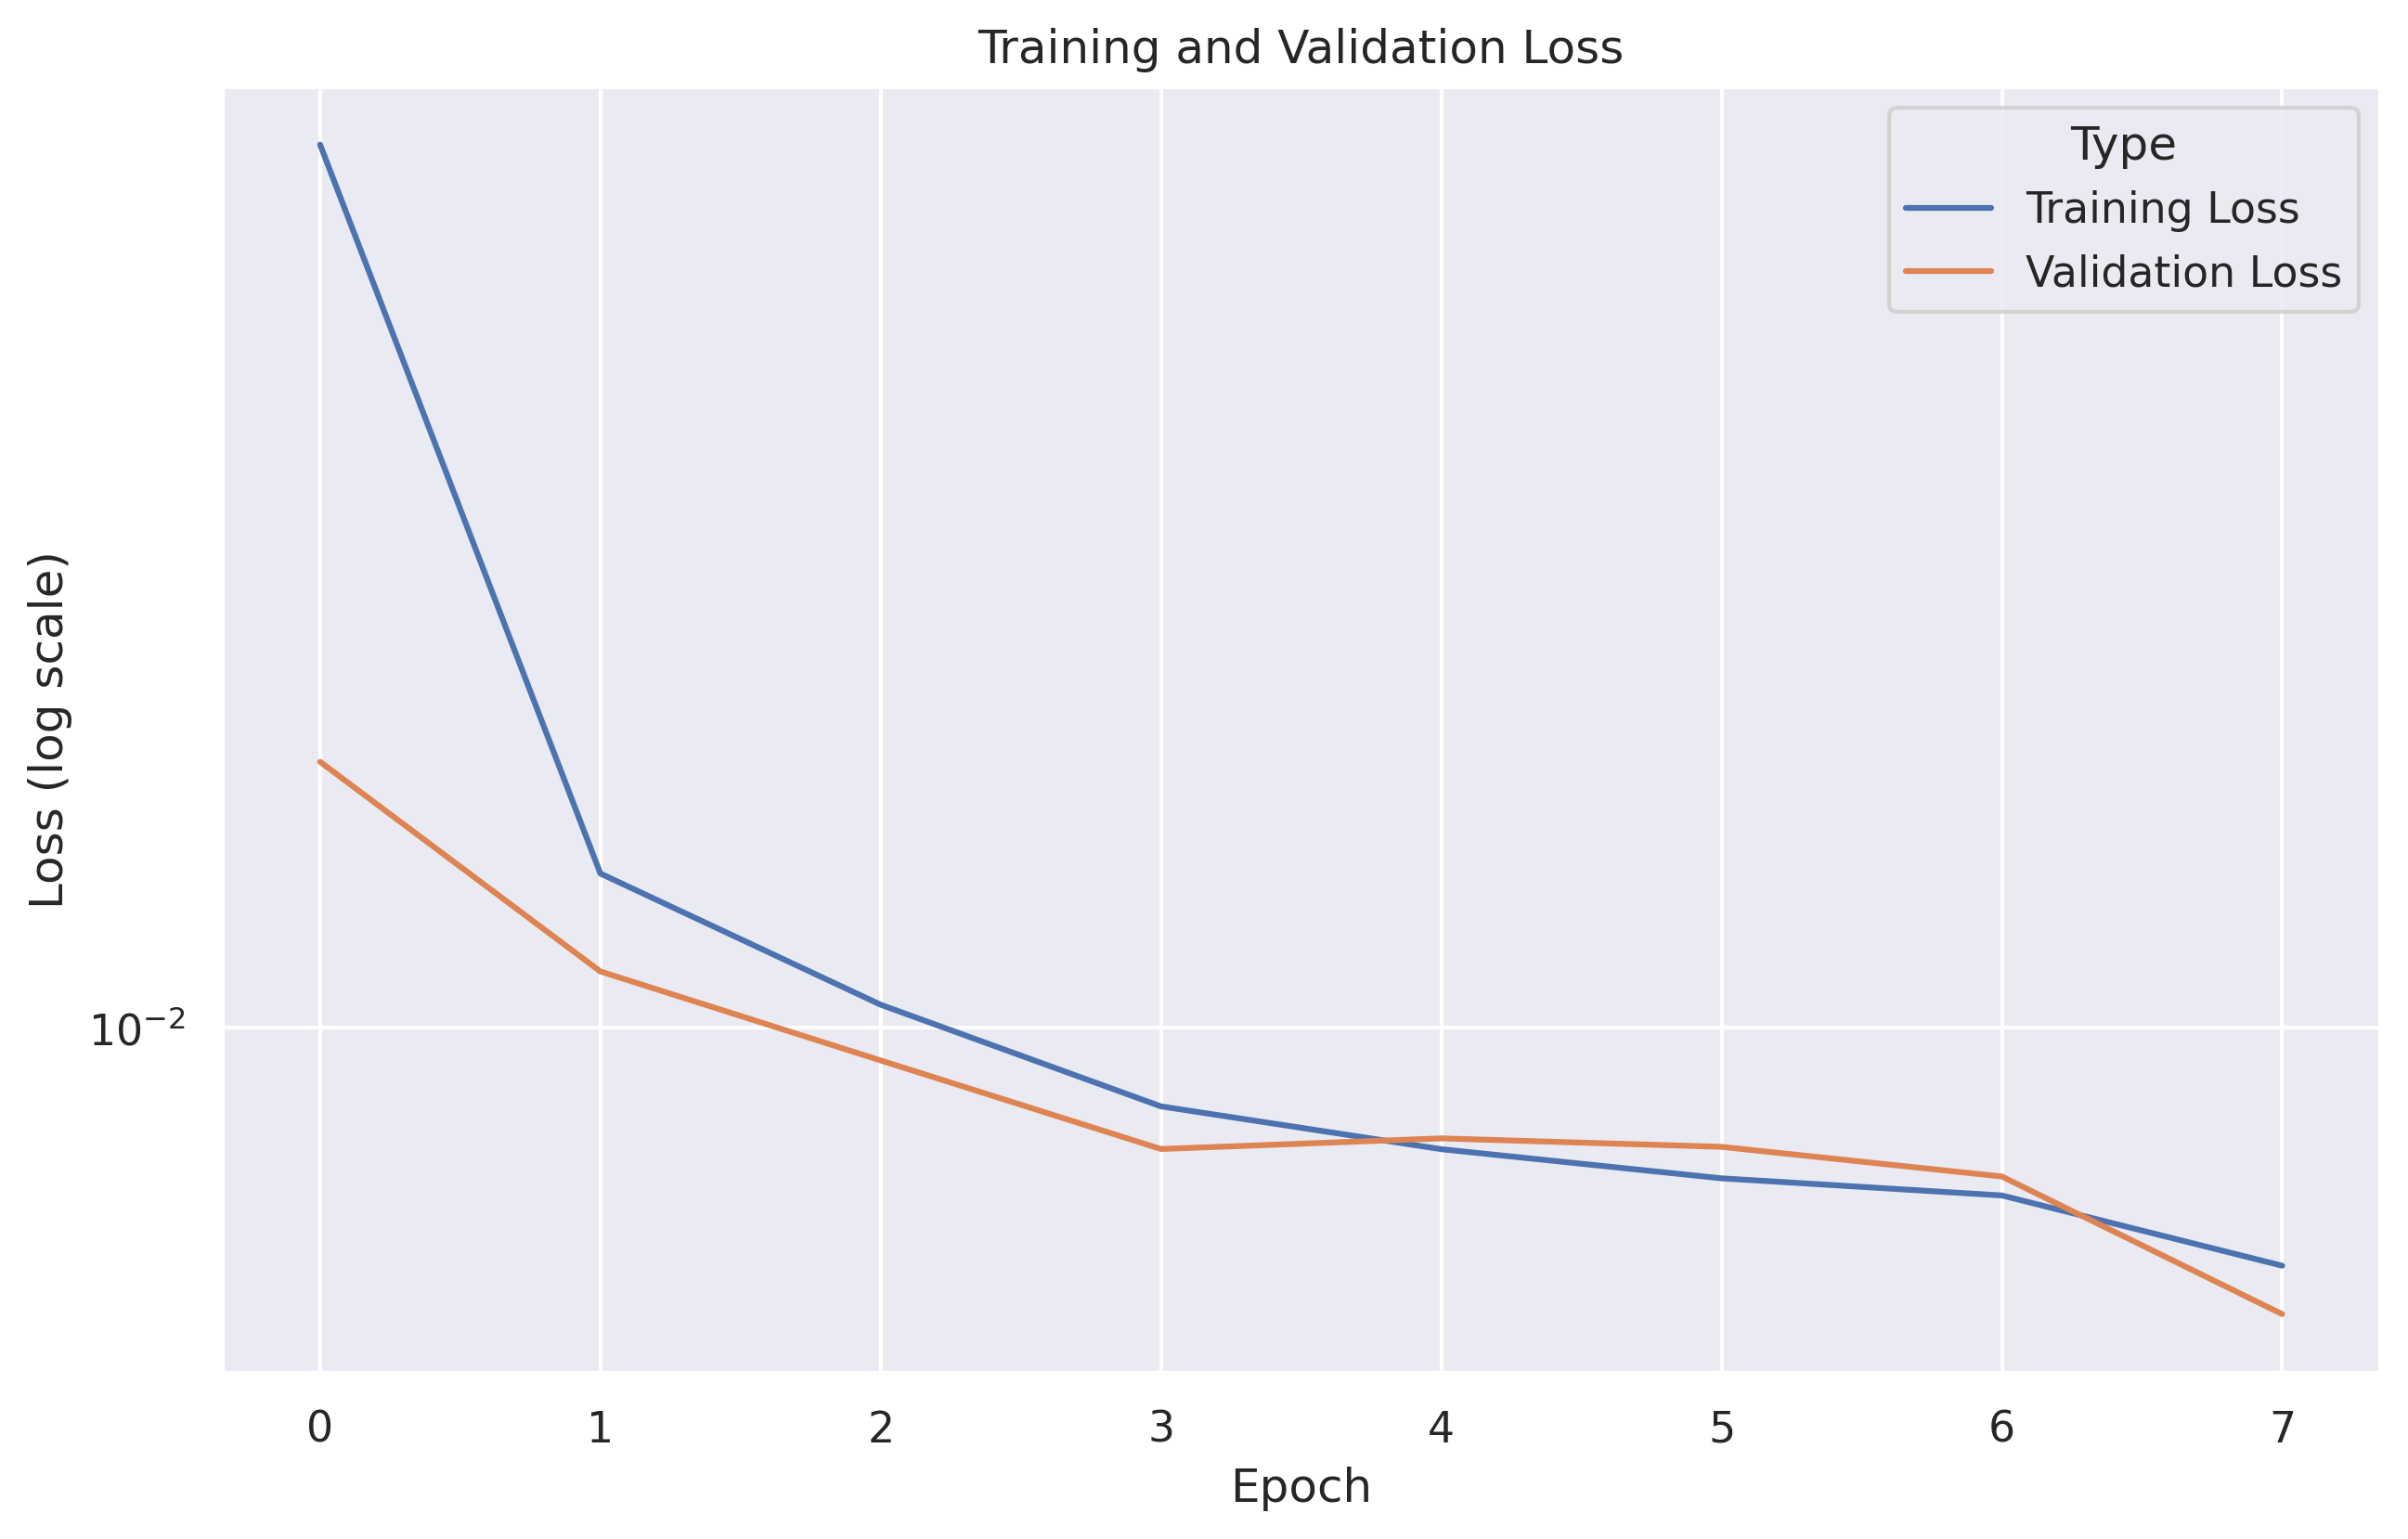 Training and Validation Loss
Type
Training Loss
Validation Loss
Loss (log scale)
10⁻²
0 1 2 3 4 5 6 7
Epoch